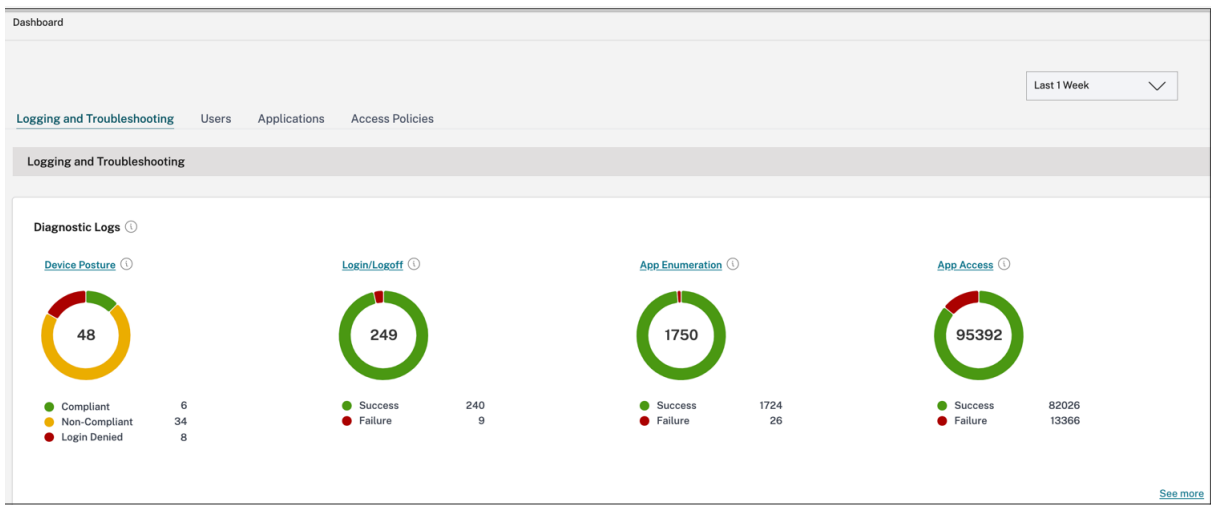 Dashboard
Last 1 Week
Logging and Troubleshooting Users Applications Access Policies
Logging and Troubleshooting
Diagnostic Logs
Device Posture Login/Logoff App Enumeration App Access
48 249 1750 95392
Compliant 6 Success 240 Success 1724 Success 82026
Non-Compliant 34 Failure 9 Failure 26 Failure 13366
Login Denied 8
See more